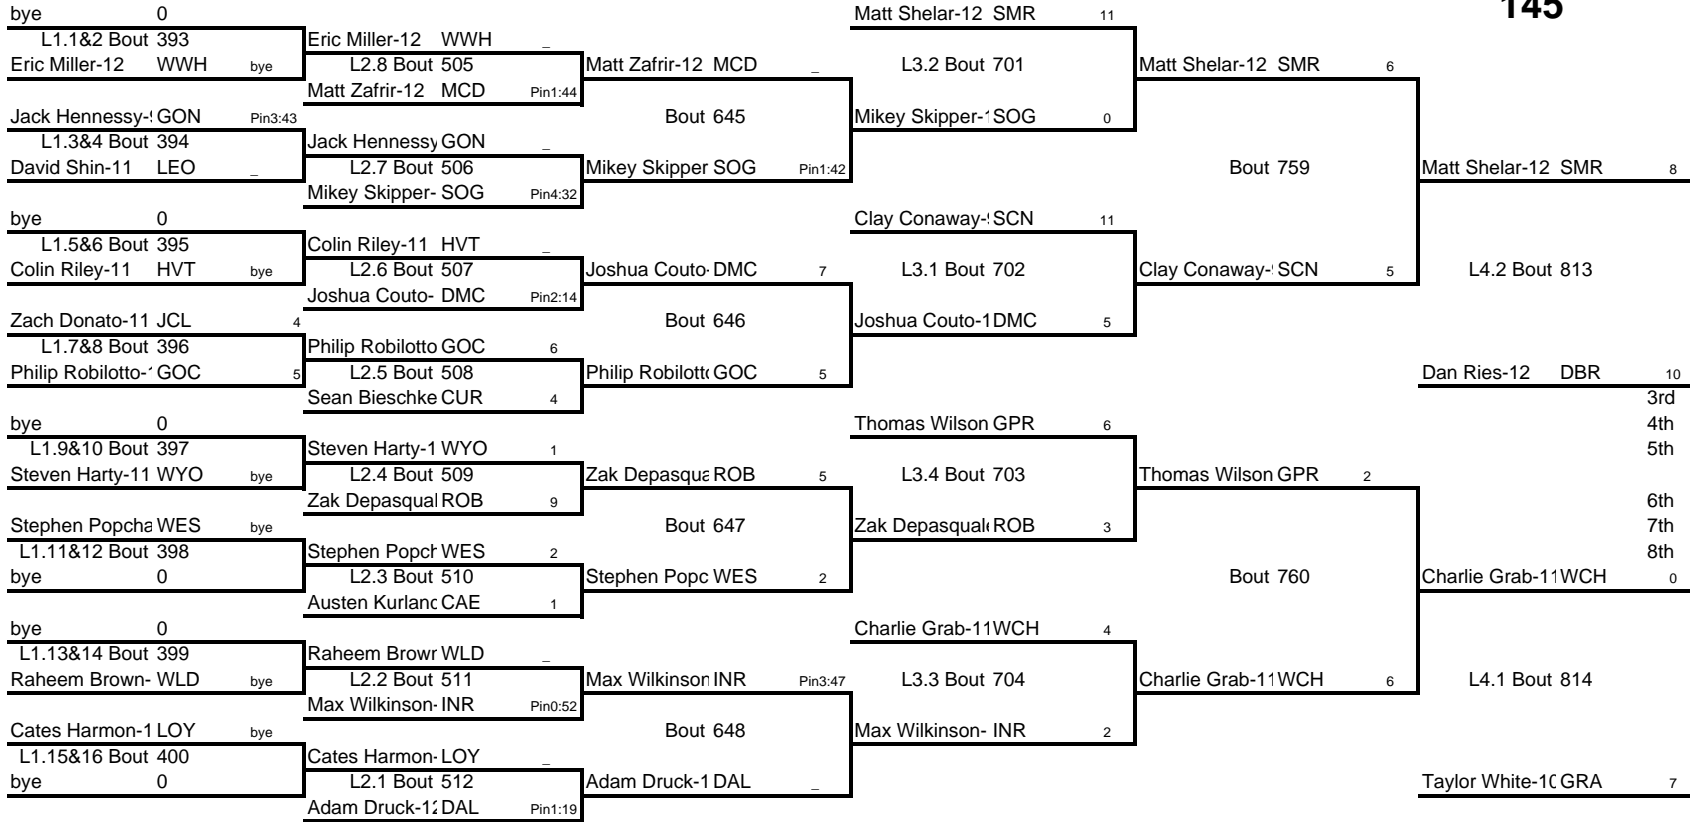 145
bye 0
L1.1&2 Bout 393
Eric Miller-12 WWH bye
Jack Hennessy- GON Pin3:43
L1.3&4 Bout 394
David Shin-11 LEO _
bye 0
L1.5&6 Bout 395
Colin Riley-11 HVT bye
Zach Donato-11 JCL 4
L1.7&8 Bout 396
Philip Robilotto- GOC 5
bye 0
L1.9&10 Bout 397
Steven Harty-11 WYO bye
Stephen Popcha WES bye
L1.11&12 Bout 398
bye 0
bye 0
L1.13&14 Bout 399
Raheem Brown- WLD bye
Cates Harmon-1 LOY bye
L1.15&16 Bout 400
bye 0
Eric Miller-12 WWH _
L2.8 Bout 505
Matt Zafrir-12 MCD Pin1:44
Jack Hennessy GON _
L2.7 Bout 506
Mikey Skipper- SOG Pin4:32
Colin Riley-11 HVT _
L2.6 Bout 507
Joshua Couto- DMC Pin2:14
Philip Robilotto GOC 6
L2.5 Bout 508
Sean Bieschke CUR 4
Steven Harty-1 WYO 1
L2.4 Bout 509
Zak Depasqual ROB 9
Stephen Popch WES 2
L2.3 Bout 510
Austen Kurland CAE 1
Raheem Brown WLD _
L2.2 Bout 511
Max Wilkinson- INR Pin0:52
Cates Harmon- LOY _
L2.1 Bout 512
Adam Druck-12 DAL Pin1:19
Matt Zafrir-12 MCD _
Bout 645
Mikey Skipper SOG Pin1:42
Joshua Couto- DMC 7
Bout 646
Philip Robilott GOC 5
Zak Depasqua ROB 5
Bout 647
Stephen Popc WES 2
Max Wilkinson INR Pin3:47
Bout 648
Adam Druck-1 DAL _
Matt Shelar-12 SMR 11
L3.2 Bout 701
Mikey Skipper-1 SOG 0
Clay Conaway- SCN 11
L3.1 Bout 702
Joshua Couto-1 DMC 5
Thomas Wilson GPR 6
L3.4 Bout 703
Zak Depasquale ROB 3
Charlie Grab-11 WCH 4
L3.3 Bout 704
Max Wilkinson- INR 2
Matt Shelar-12 SMR 6
Bout 759
Clay Conaway- SCN 5
Thomas Wilson GPR 2
Bout 760
Charlie Grab-11 WCH 6
Matt Shelar-12 SMR 8
L4.2 Bout 813
Dan Ries-12 DBR 10
3rd
4th
5th
6th
7th
8th
Charlie Grab-11 WCH 0
L4.1 Bout 814
Taylor White-10 GRA 7